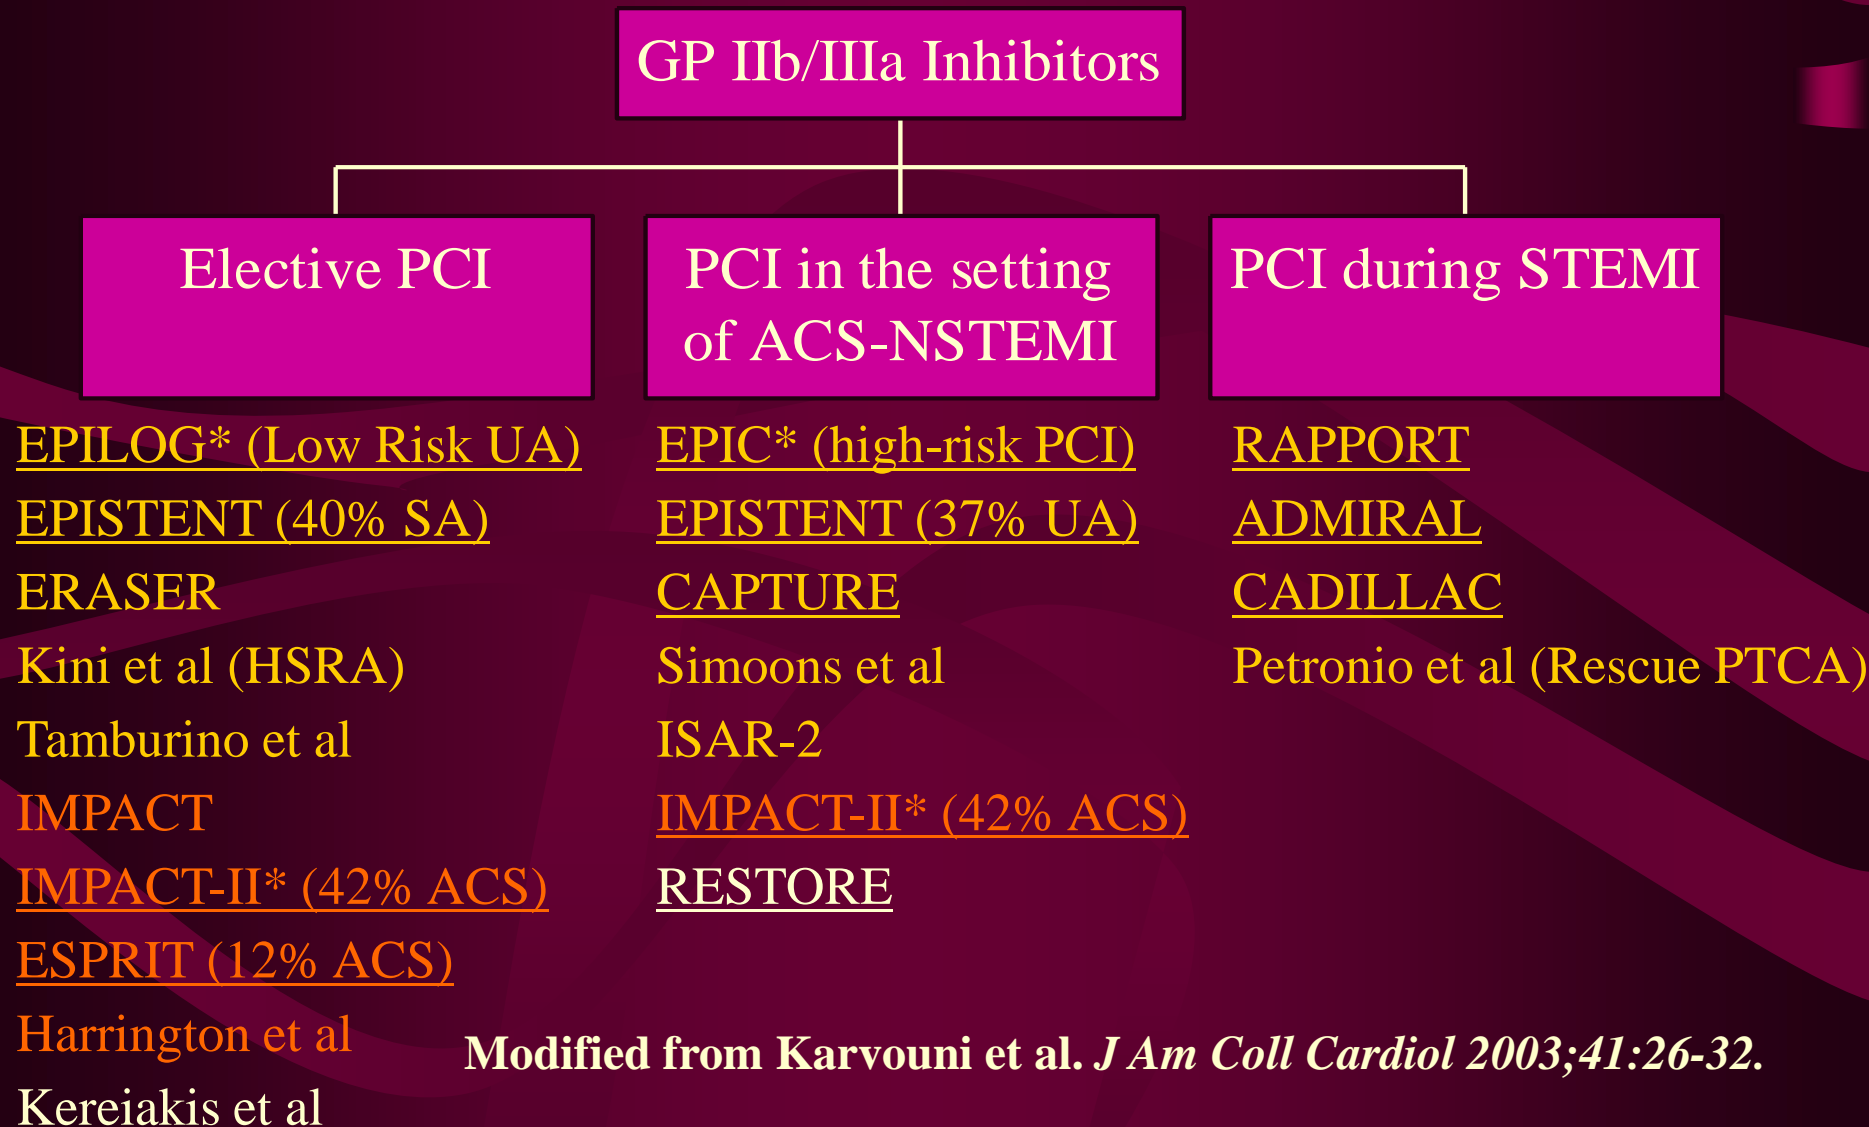 GP IIb/IIIa Inhibitors
Elective PCI
PCI in the setting
of ACS-NSTEMI
PCI during STEMI
EPILOG* (Low Risk UA)
EPISTENT (40% SA)
ERASER
Kini et al (HSRA)
Tamburino et al
IMPACT
IMPACT-II* (42% ACS)
ESPRIT (12% ACS)
Harrington et al
Kereiakis et al
EPIC* (high-risk PCI)
EPISTENT (37% UA)
CAPTURE
Simoons et al
ISAR-2
IMPACT-II* (42% ACS)
RESTORE
RAPPORT
ADMIRAL
CADILLAC
Petronio et al (Rescue PTCA)
Modified from Karvouni et al. J Am Coll Cardiol 2003;41:26-32.